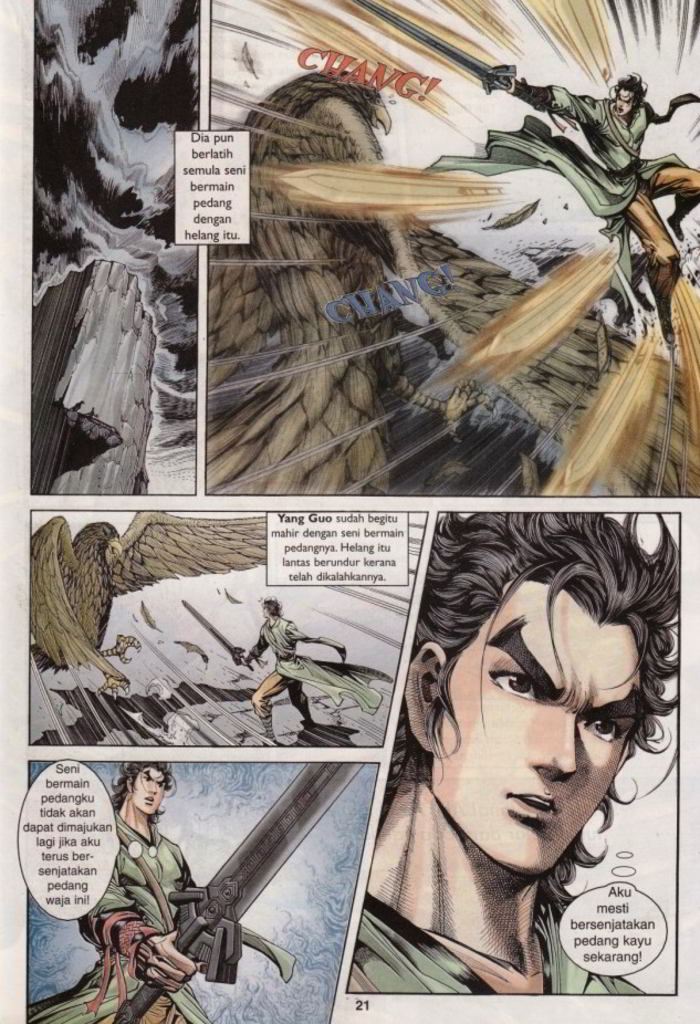 Dia pun
berlatih
semula seni
bermain
pedang
dengan
helang itu.
CHANG!
CHANG!
Yang Guo sudah begitu
mahir dengan seni bermain
pedangnya. Helang itu
lantas berundur kerana
telah dikalahkannya.
Seni
bermain
pedangku
tidak akan
dapat dimajukan
lagi jika aku
terus ber-
senjatakan
pedang
waja ini!
Aku
mesti
bersenjatakan
pedang kayu
sekarang!
21